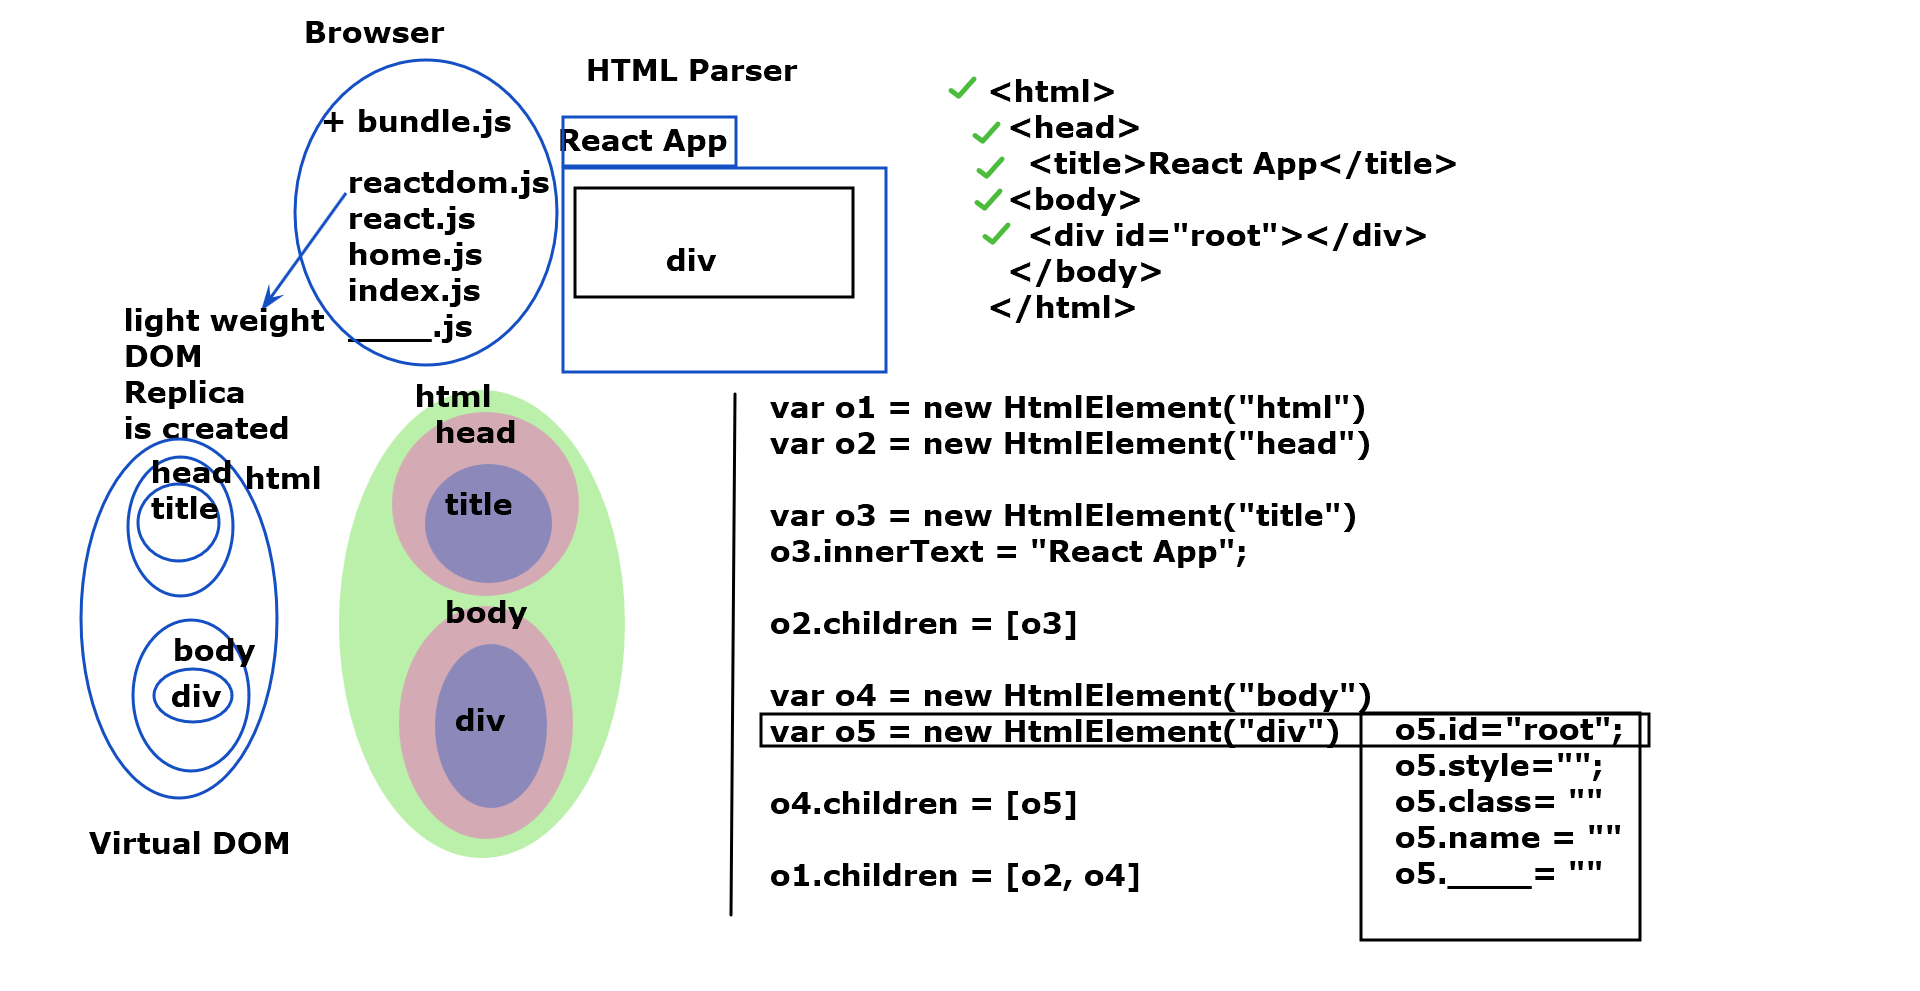 Browser
+ bundle.js
reactdom.js
react.js
home.js
index.js
_____.js
HTML Parser
React App
div
<html>
<head>
<title>React App</title>
<body>
<div id="root"></div>
</body>
</html>
light weight
DOM
Replica
is created
head
html
title
body
div
Virtual DOM
html
head
title
body
div
var o1 = new HtmlElement("html")
var o2 = new HtmlElement("head")
var o3 = new HtmlElement("title")
o3.innerText = "React App";
o2.children = [o3]
var o4 = new HtmlElement("body")
var o5 = new HtmlElement("div")
o4.children = [o5]
o1.children = [o2, o4]
o5.id="root";
o5.style="";
o5.class= ""
o5.name = ""
o5._____= ""